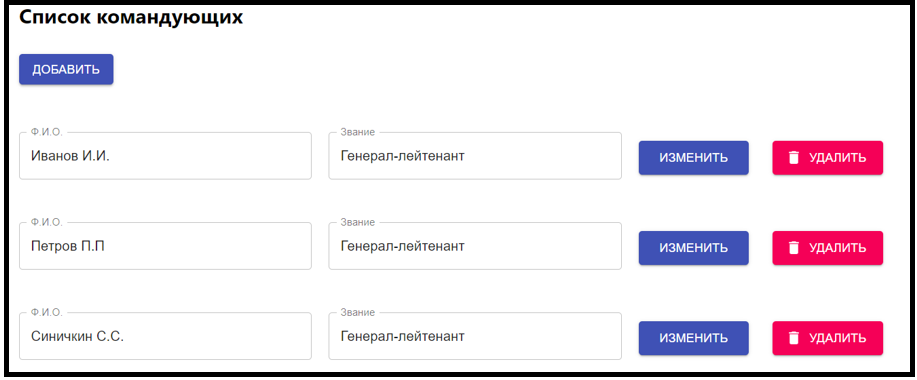 Список командующих
ДОБАВИТЬ
Ф.И.О. Звание
Иванов И.И. Генерал-лейтенант ИЗМЕНИТЬ УДАЛИТЬ
Ф.И.О. Звание
Петров П.П Генерал-лейтенант ИЗМЕНИТЬ УДАЛИТЬ
Ф.И.О. Звание
Синичкин С.С. Генерал-лейтенант ИЗМЕНИТЬ УДАЛИТЬ